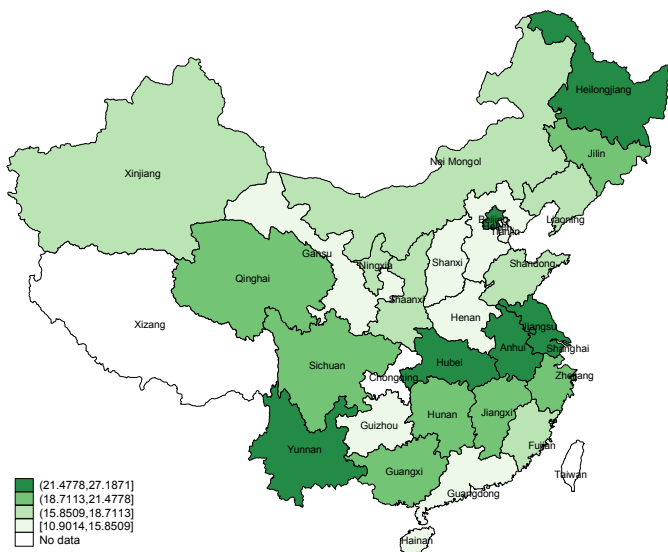 Heilongjiang
Jilin
Nei Mongol
Xinjiang
Liaoning
Beijing
Tianjin
Gansu
Shanxi
Ningxia
Shandong
Qinghai
Shaanxi
Xizang
Henan
Jiangsu
Anhui
Shanghai
Hubei
Sichuan
Chongqing
Zhejiang
Hunan
Jiangxi
Guizhou
Yunnan
Fujian
Guangxi
Taiwan
Guangdong
Hainan
(21.4778,27.1871]
(18.7113,21.4778]
(15.8509,18.7113]
[10.9014,15.8509]
No data